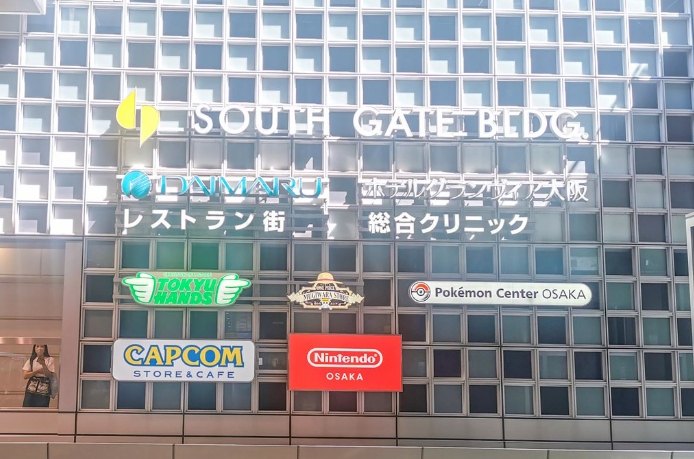 SOUTH GATE BLDG.
DAIMARU
ホテルグランヴィア大阪
レストラン街
総合クリニック
TOKYU
HANDS
MUGIWARA STORE
Pokémon Center OSAKA
CAPCOM
STORE & CAFE
Nintendo
OSAKA